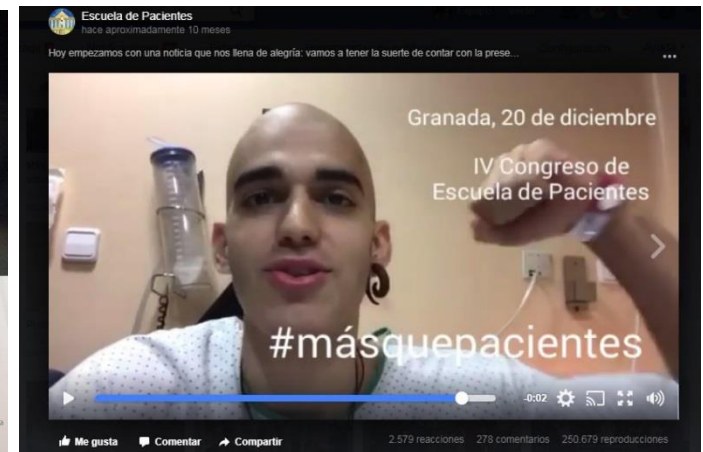 Escuela de Pacientes
hace aproximadamente 10 meses
Hoy empezamos con una noticia que nos llena de alegría: vamos a tener la suerte de contar con la prese...
Granada, 20 de diciembre
IV Congreso de
Escuela de Pacientes
#másquepacientes
-0:02
Me gusta Comentar Compartir 2.579 reacciones 278 comentarios 250.679 reproducciones